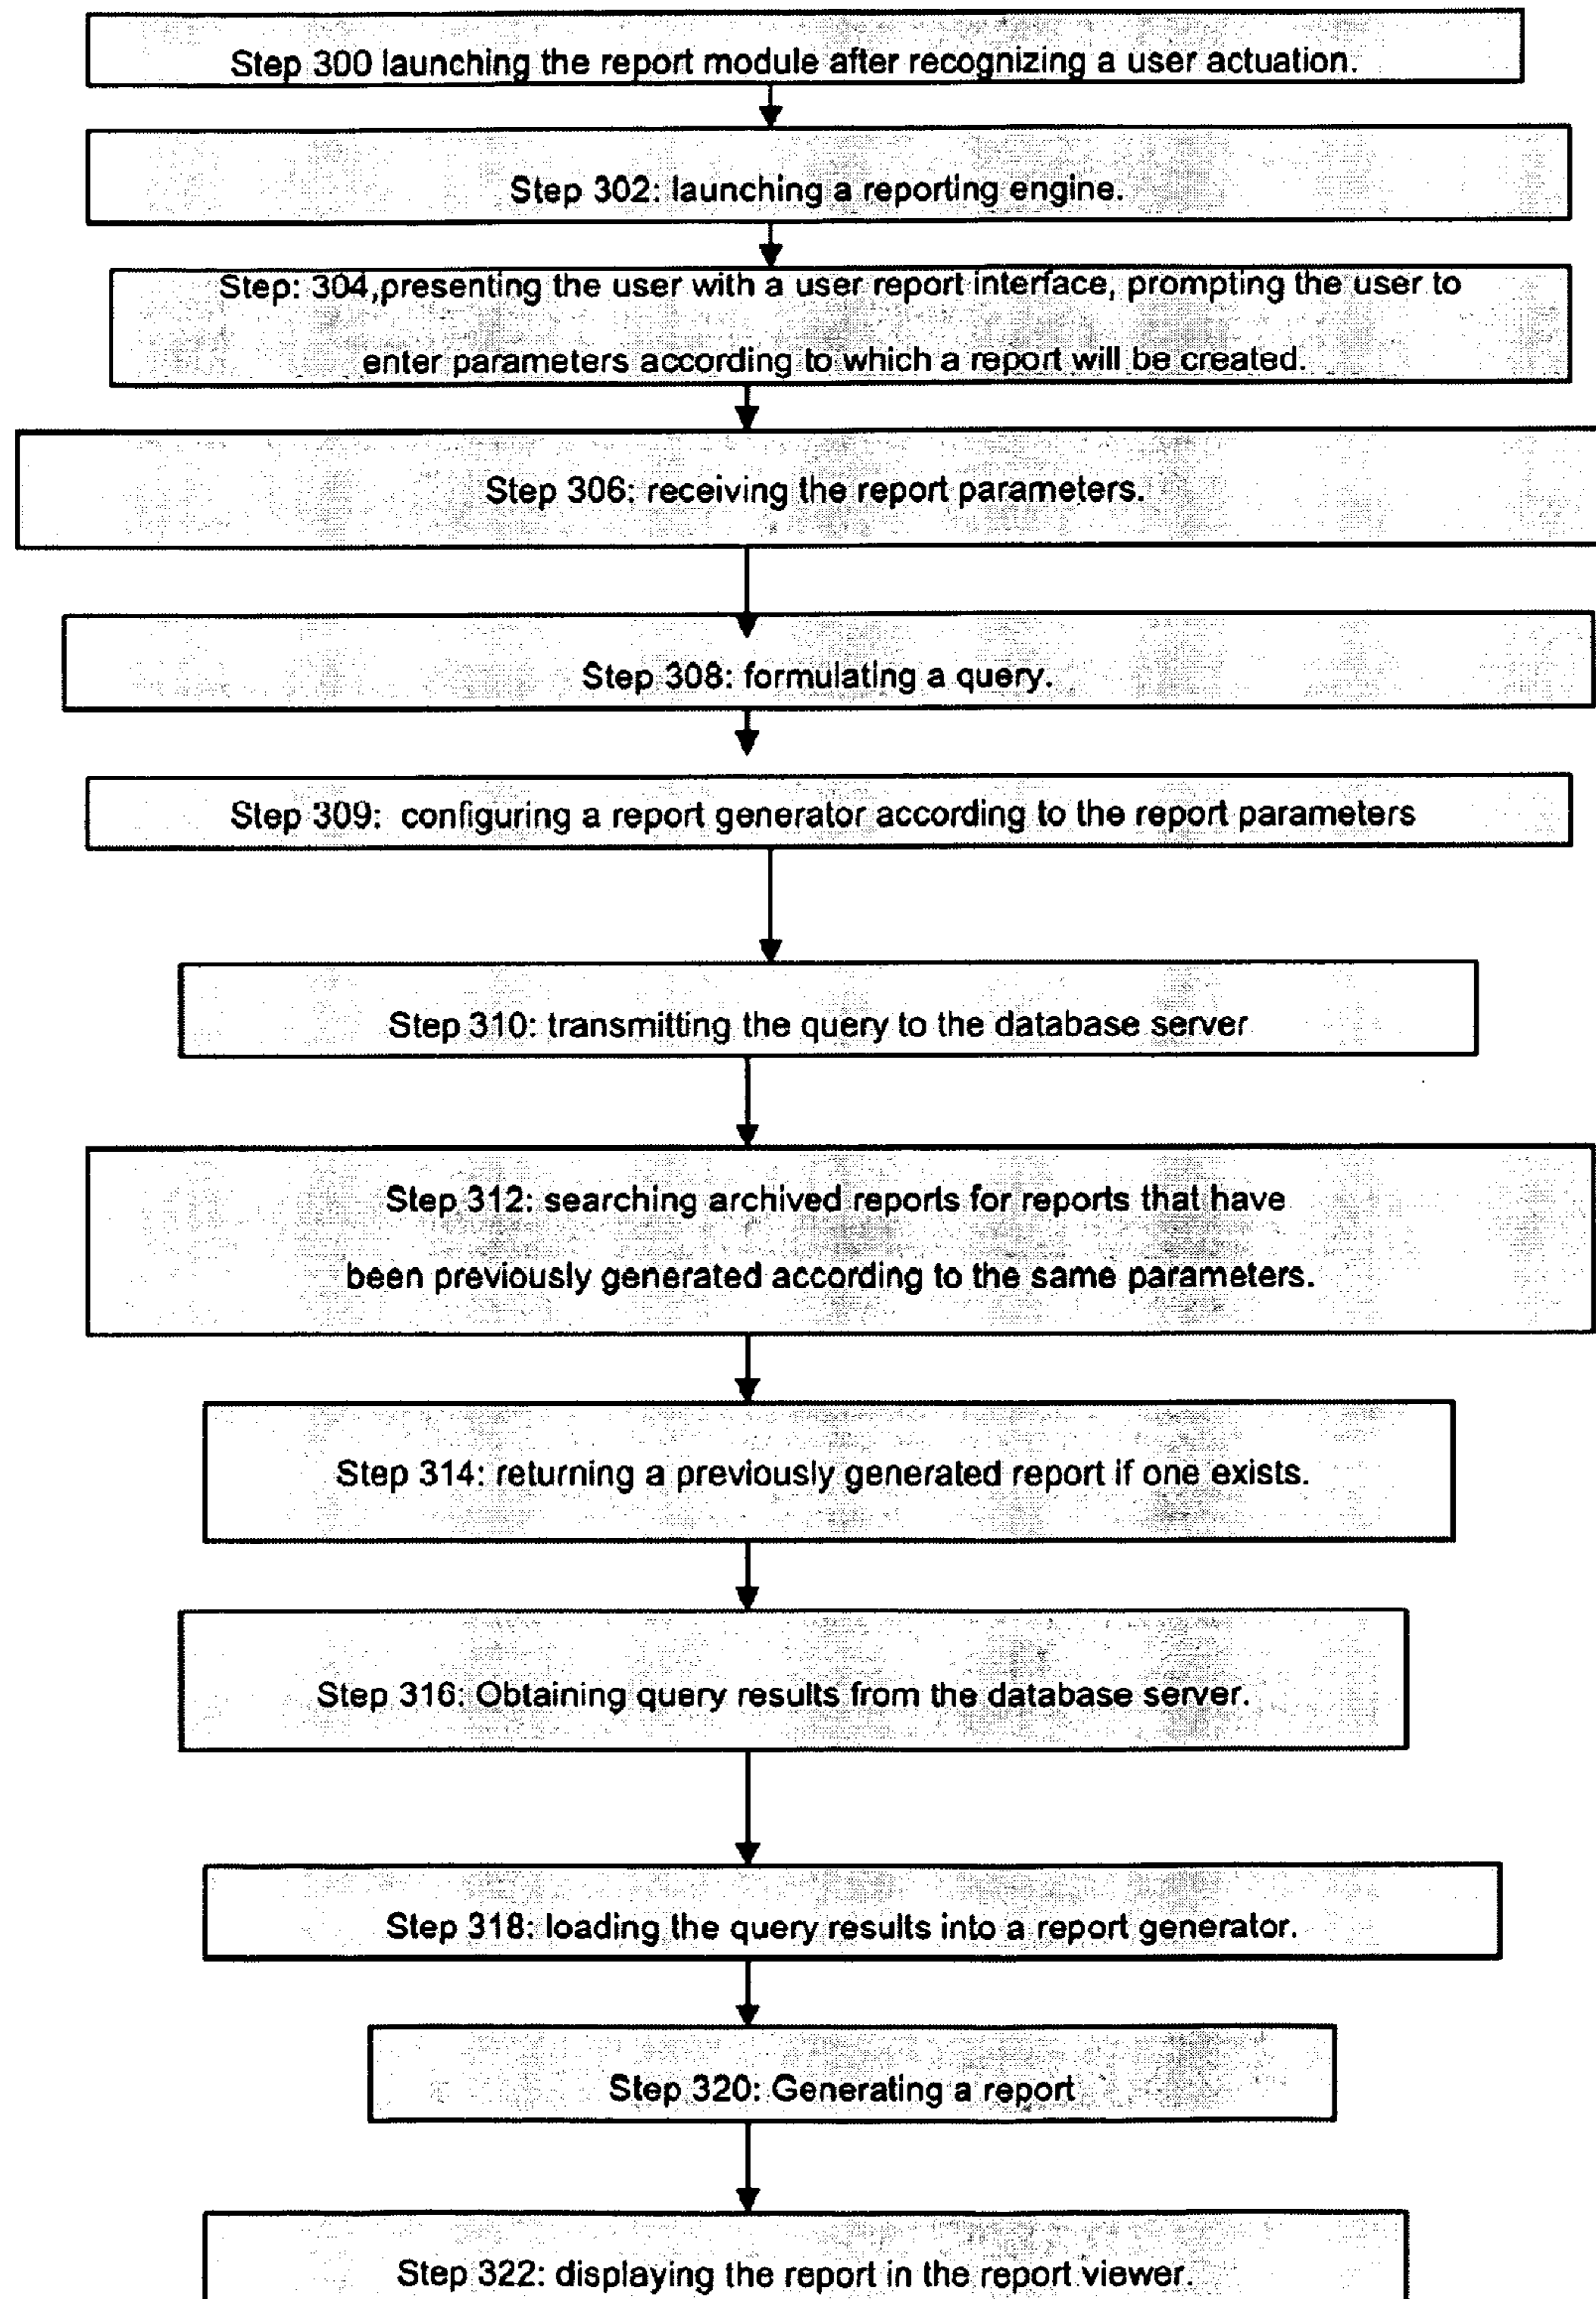 Step 300 launching the report module after recognizing a user actuation.
Step 302: launching a reporting engine.
Step: 304,presenting the user with a user report interface, prompting the user to
enter parameters according to which a report will be created.
Step 306: receiving the report parameters.
Step 308: formulating a query.
Step 309: configuring a report generator according to the report parameters
Step 310: transmitting the query to the database server
Step 312: searching archived reports for reports that have
been previously generated according to the same parameters.
Step 314: returning a previously generated report if one exists.
Step 316: Obtaining query results from the database server.
Step 318: loading the query results into a report generator.
Step 320: Generating a report
Step 322: displaying the report in the report viewer.